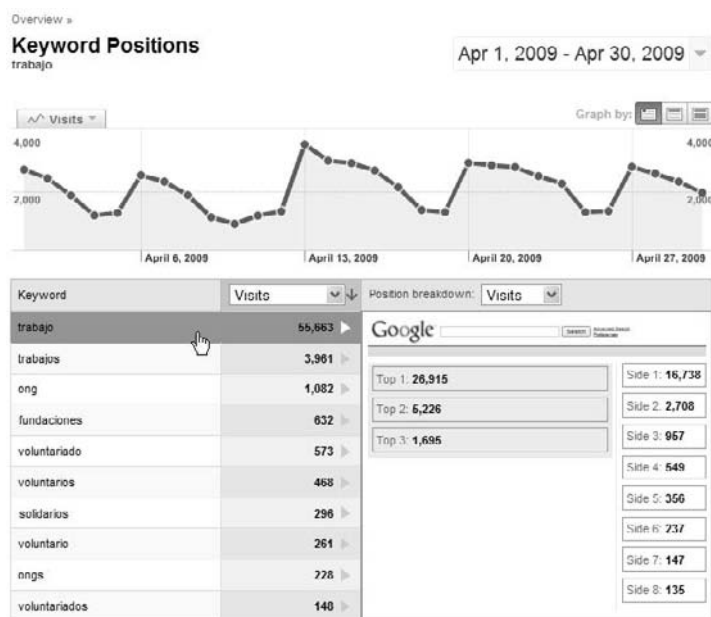 Overview »
Keyword Positions
trabajo
Apr 1, 2009 - Apr 30, 2009
Visits
Graph by:
4,000
4,000
2,000
2,000
April 6, 2009
April 13, 2009
April 20, 2009
April 27, 2009
Keyword
Visits
Position breakdown: Visits
trabajo 55,663
trabajos 3,961
ong 1,082
fundaciones 632
voluntariado 573
voluntarios 468
solidarios 296
voluntario 261
ongs 228
voluntariados 148
Google
Search
Advanced Search
Preferences
Top 1: 26,915
Top 2: 5,226
Top 3: 1,695
Side 1: 16,738
Side 2: 2,708
Side 3: 957
Side 4: 549
Side 5: 356
Side 6: 237
Side 7: 147
Side 8: 135